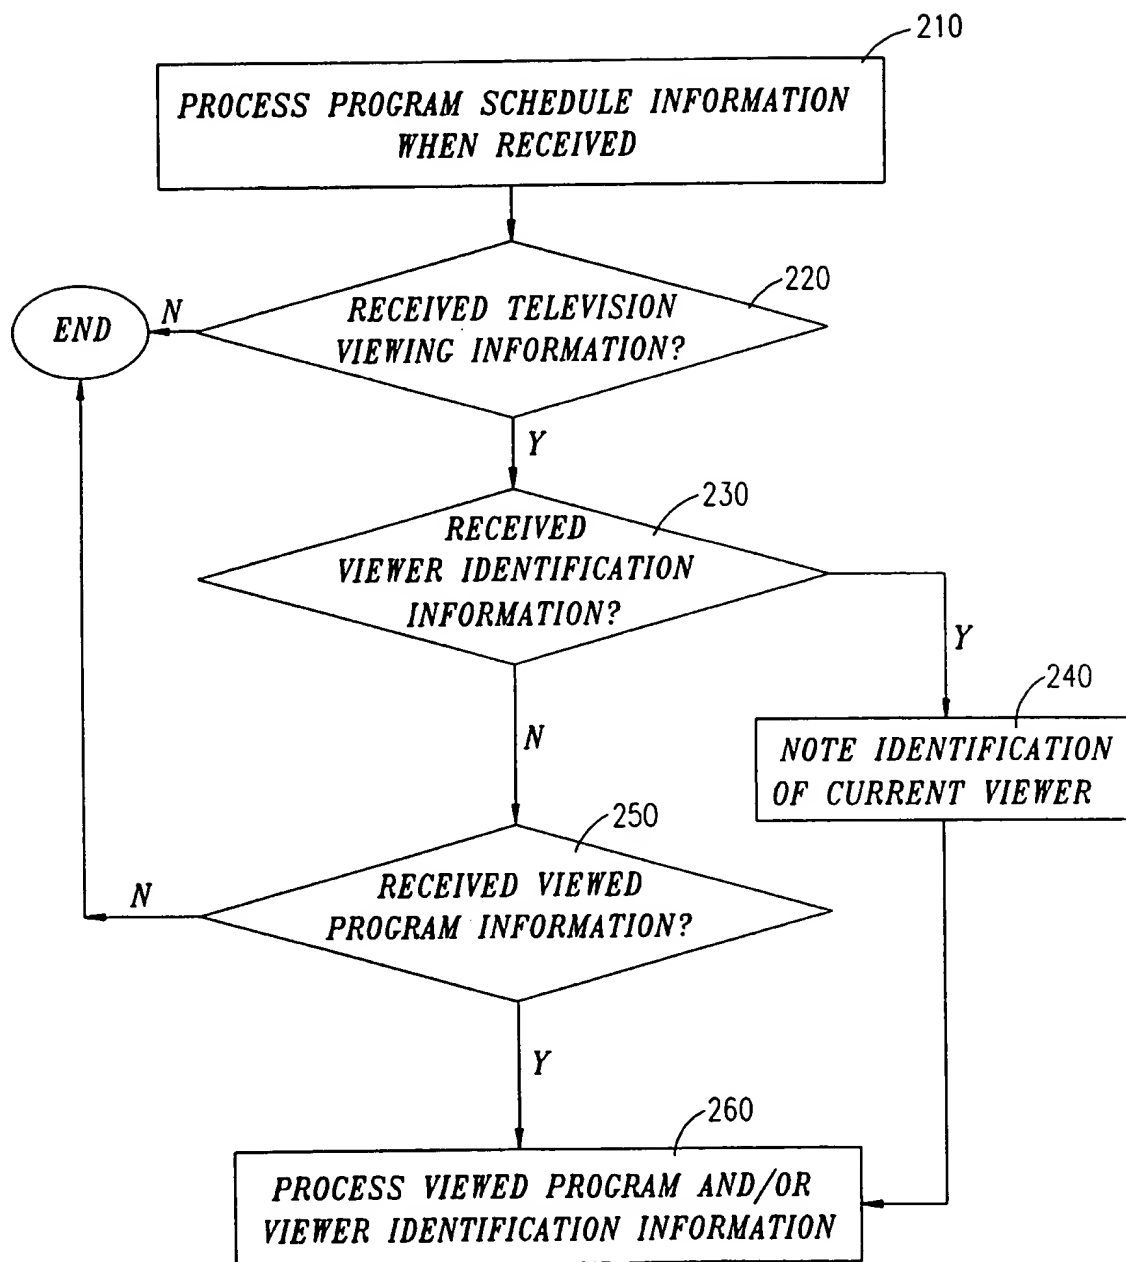 210
PROCESS PROGRAM SCHEDULE INFORMATION
WHEN RECEIVED
220
RECEIVED TELEVISION
VIEWING INFORMATION?
N
END
Y
230
RECEIVED
VIEWER IDENTIFICATION
INFORMATION?
Y
240
NOTE IDENTIFICATION
OF CURRENT VIEWER
N
250
RECEIVED VIEWED
PROGRAM INFORMATION?
N
Y
260
PROCESS VIEWED PROGRAM AND/OR
VIEWER IDENTIFICATION INFORMATION